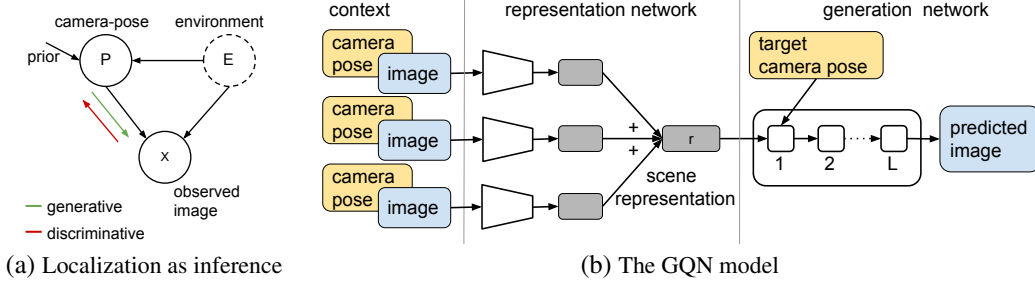 camera-pose
environment
prior
P
E
X
observed
image
generative
discriminative
(a) Localization as inference
context
representation network
generation network
camera
pose
image
camera
pose
image
camera
pose
image
+
+
r
scene
representation
target
camera pose
1
2
L
predicted
image
(b) The GQN model